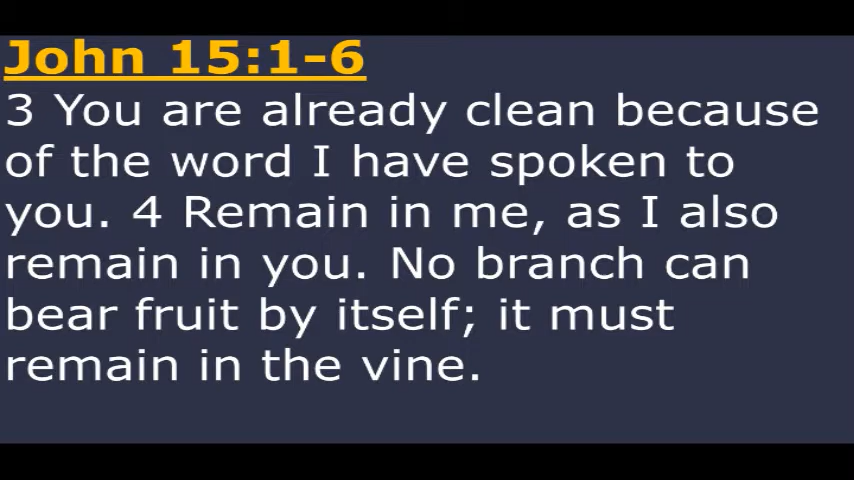 John 15:1-6
3 You are already clean because
of the word I have spoken to
you. 4 Remain in me, as I also
remain in you. No branch can
bear fruit by itself; it must
remain in the vine.